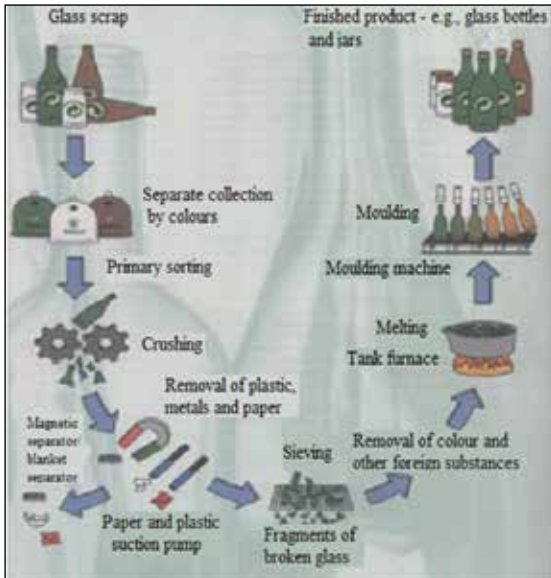 Glass scrap
Separate collection
by colours
Primary sorting
Crushing
Removal of plastic,
metals and paper
Magnetic
separator/
blanket
separator
Paper and plastic
suction pump
Sieving
Fragments of
broken glass
Removal of colour and
other foreign substances
Melting
Tank furnace
Moulding machine
Moulding
Finished product - e.g., glass bottles
and jars